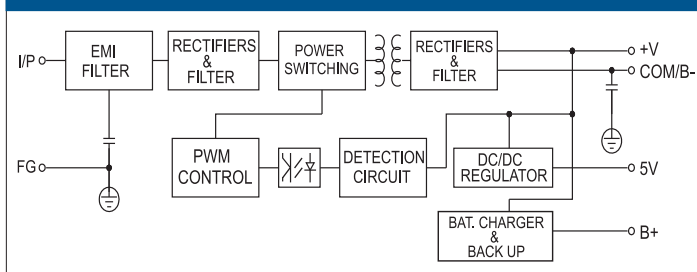 I/P
EMI
FILTER
RECTIFIERS
&
FILTER
POWER
SWITCHING
RECTIFIERS
&
FILTER
+V
COM/B-
FG
PWM
CONTROL
DETECTION
CIRCUIT
DC/DC
REGULATOR
5V
BAT. CHARGER
&
BACK UP
B+